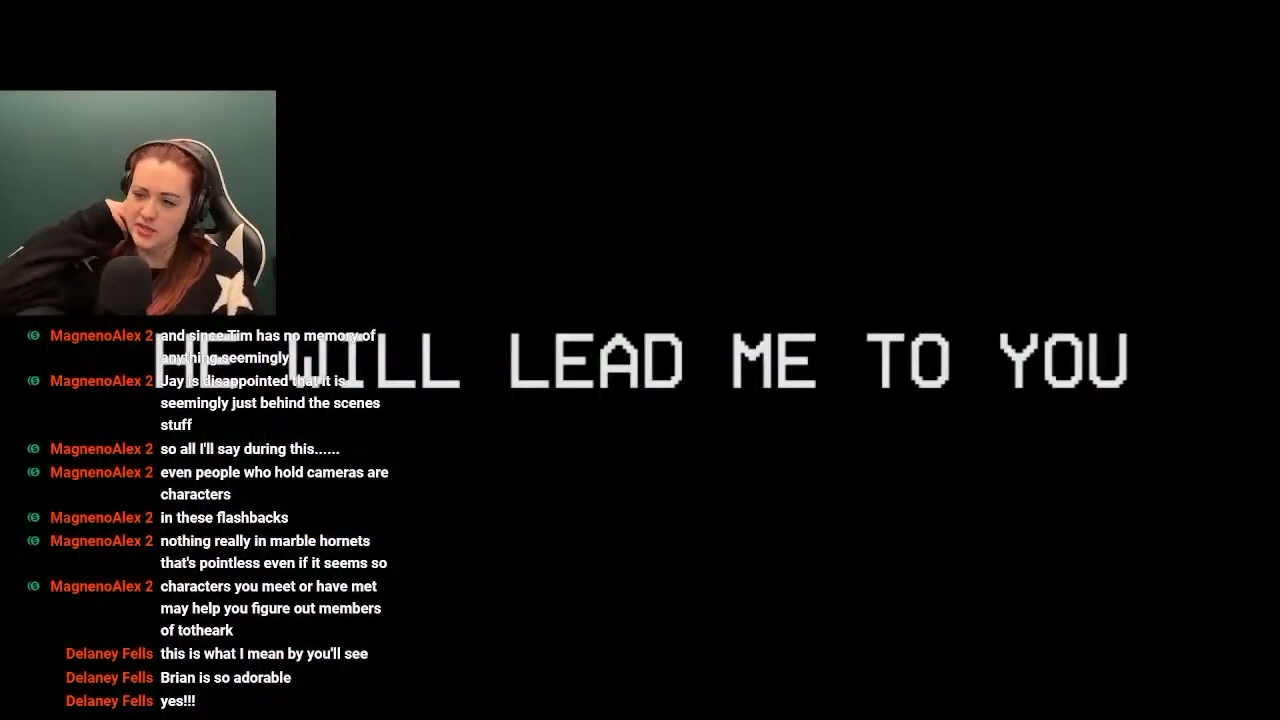 MagnenoAlex 2 and since Tim has no memory of
anything seemingly
MagnenoAlex 2 Jay is disappointed that it is
seemingly just behind the scenes
stuff
HE WILL LEAD ME TO YOU
MagnenoAlex 2 so all I'll say during this......
MagnenoAlex 2 even people who hold cameras are
characters
MagnenoAlex 2 in these flashbacks
MagnenoAlex 2 nothing really in marble hornets
that's pointless even if it seems so
MagnenoAlex 2 characters you meet or have met
may help you figure out members
of totheark
Delaney Fells this is what I mean by you'll see
Delaney Fells Brian is so adorable
Delaney Fells yes!!!